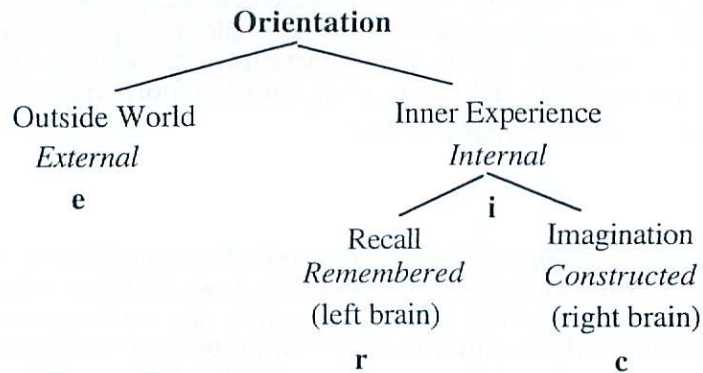 Orientation
Outside World
External
e
Inner Experience
Internal
i
Recall
Remembered
(left brain)
r
Imagination
Constructed
(right brain)
c